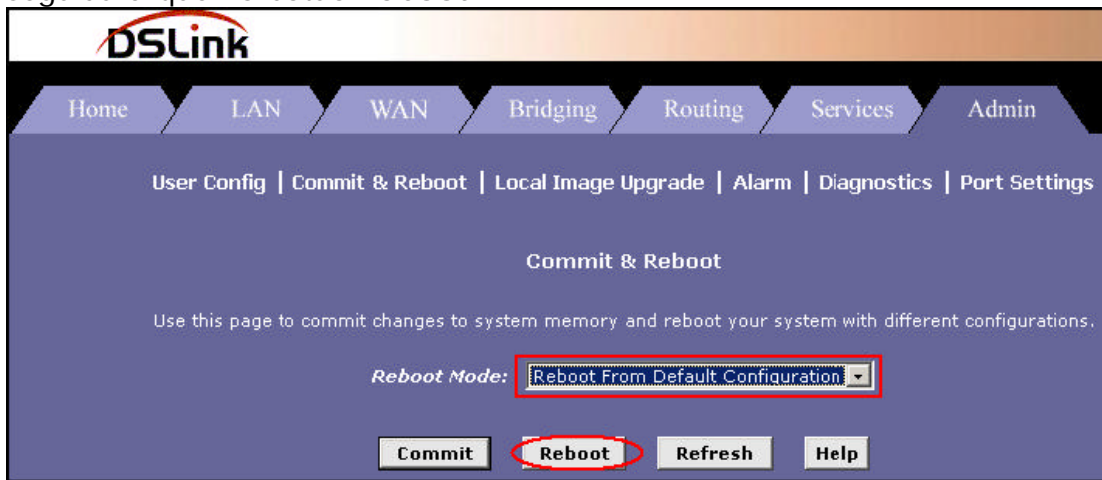 DSLink
Home LAN WAN Bridging Routing Services Admin
User Config | Commit & Reboot | Local Image Upgrade | Alarm | Diagnostics | Port Settings
Commit & Reboot
Use this page to commit changes to system memory and reboot your system with different configurations.
Reboot Mode: Reboot From Default Configuration
Commit Reboot Refresh Help